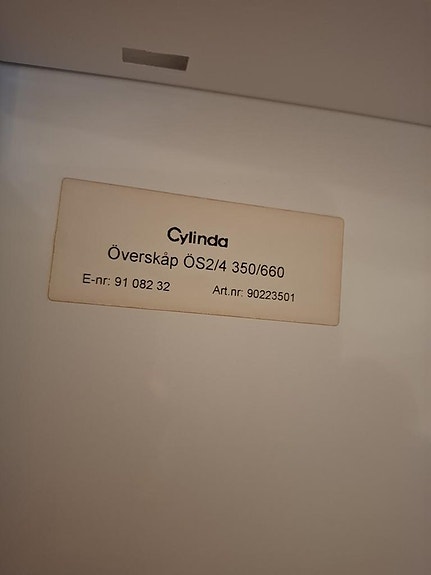 Cylinda
Överskåp ÖS2/4 350/660
E-nr: 91 082 32 Art.nr: 90223501